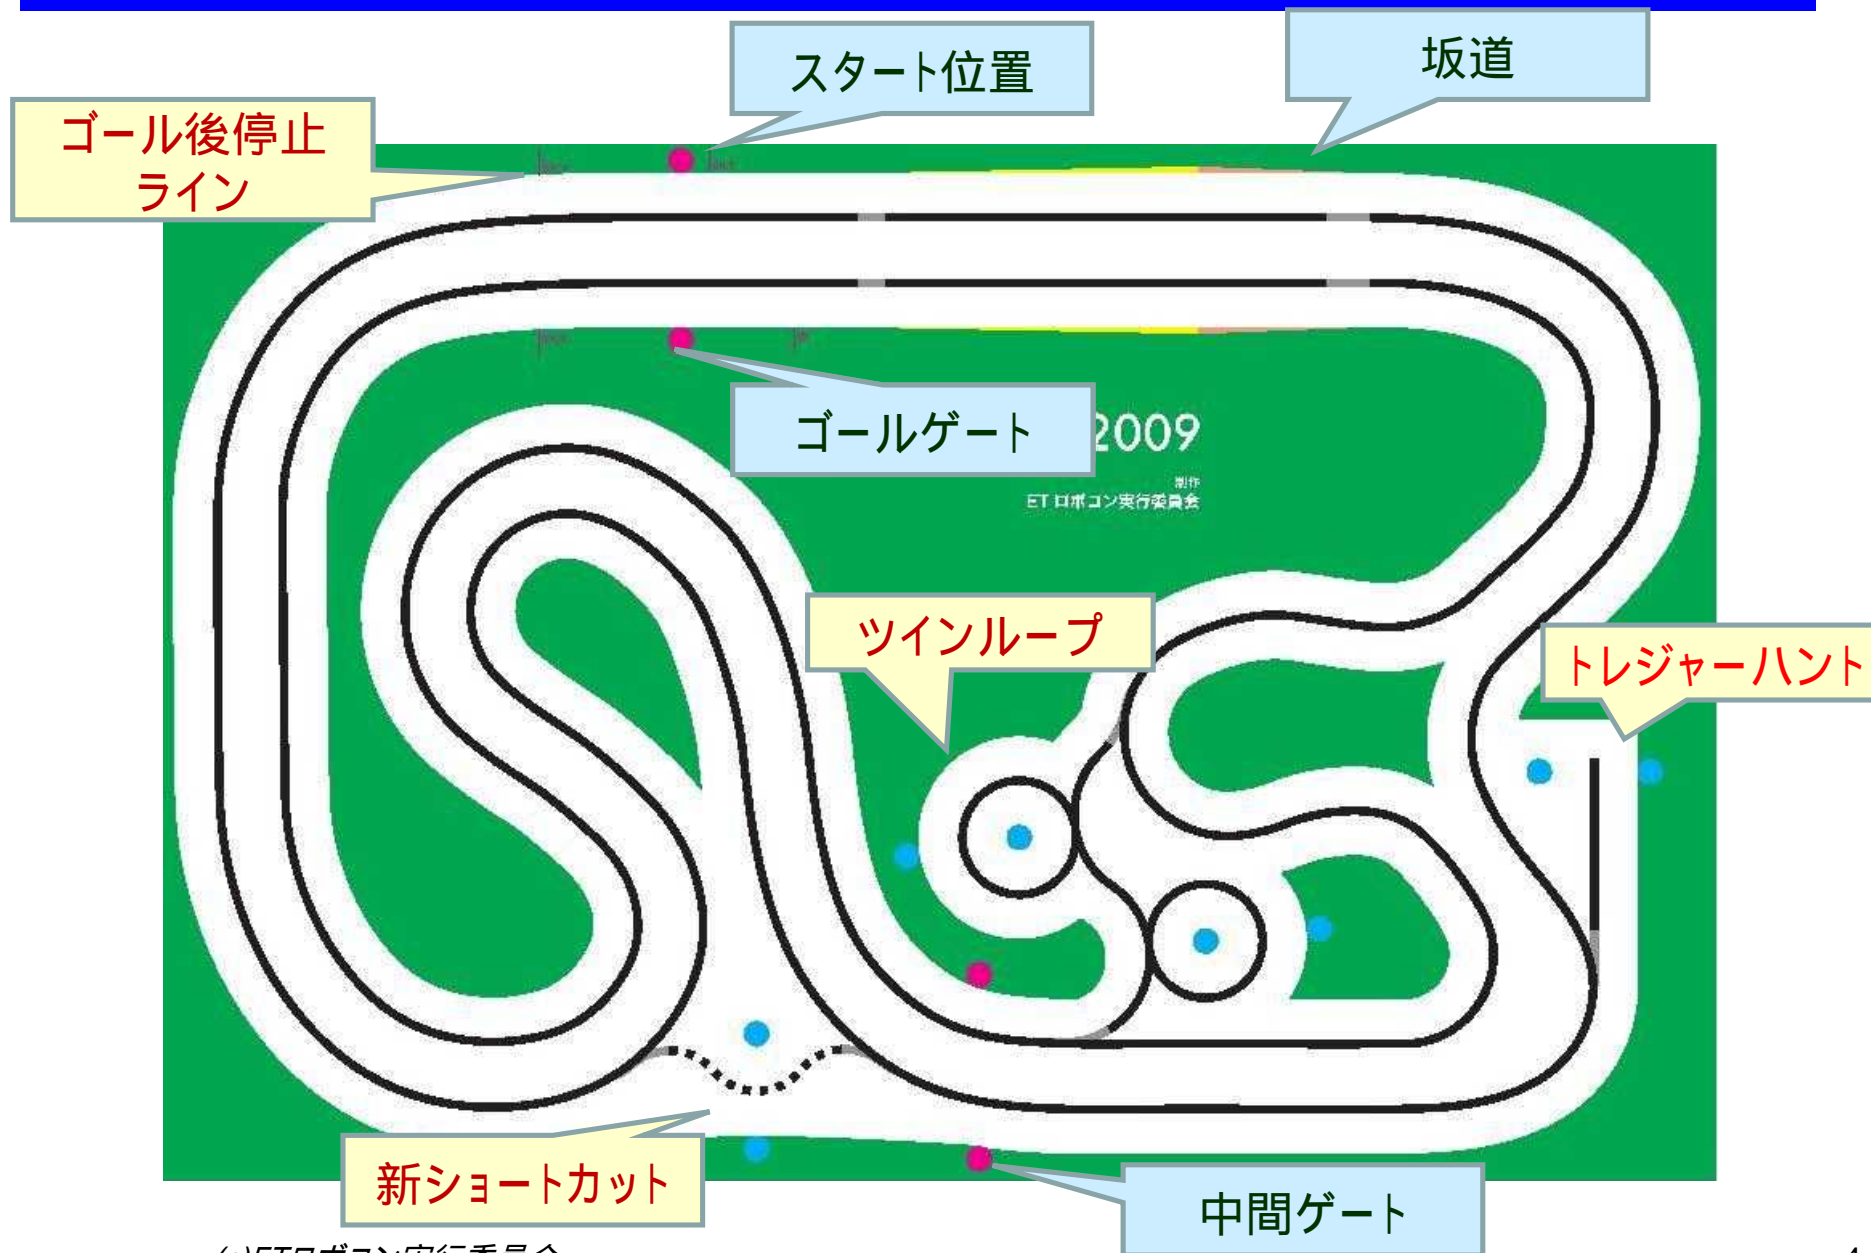 スタート位置
坂道
ゴール後停止
ライン
ゴールゲート
2009
制作
ET ロボコン実行委員会
ツインループ
トレジャーハント
新ショートカット
中間ゲート